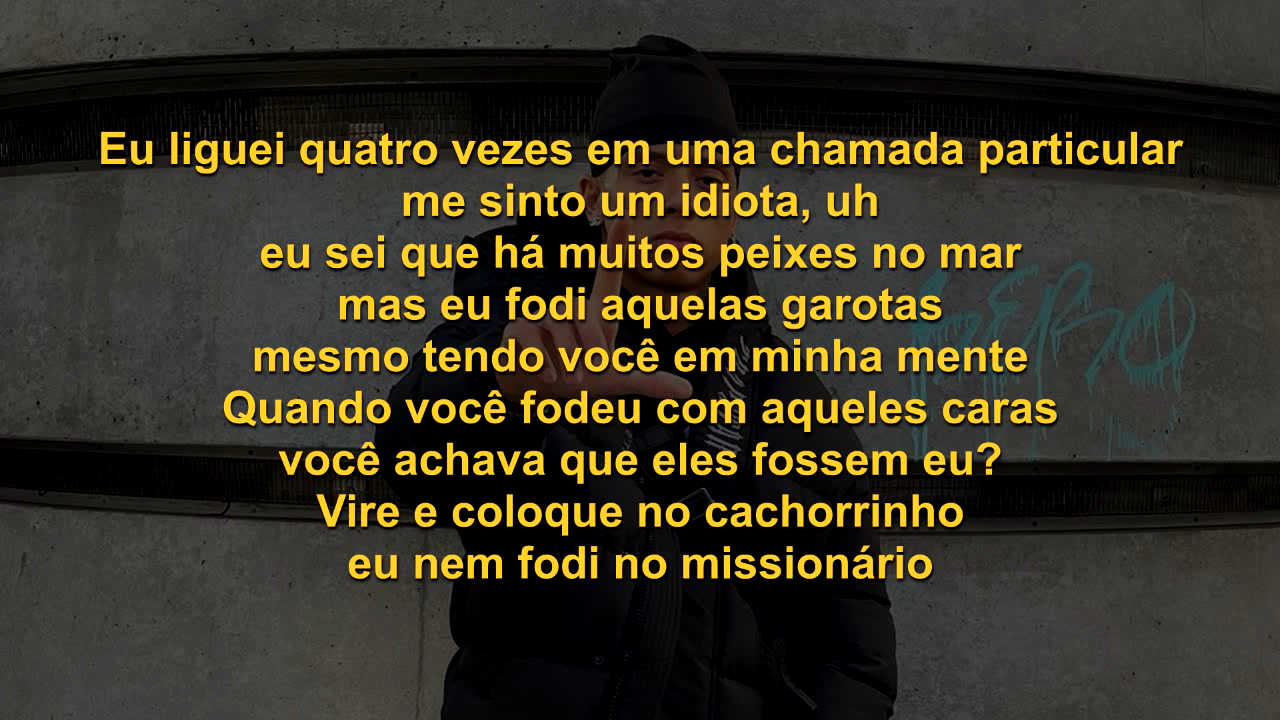 Eu liguei quatro vezes em uma chamada particular
me sinto um idiota, uh
eu sei que há muitos peixes no mar
mas eu fodi aquelas garotas
mesmo tendo você em minha mente
Quando você fodeu com aqueles caras
você achava que eles fossem eu?
Vire e coloque no cachorrinho
eu nem fodi no missionário